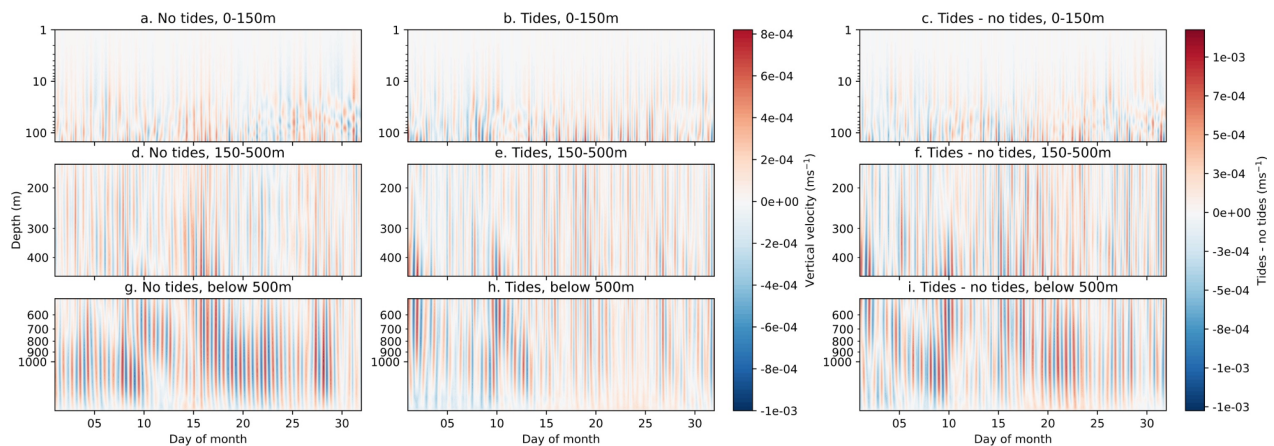 a. No tides, 0-150m
b. Tides, 0-150m
c. Tides - no tides, 0-150m
1
10
100
1
10
100
1
10
100
d. No tides, 150-500m
e. Tides, 150-500m
f. Tides - no tides, 150-500m
200
300
400
200
300
400
200
300
400
Depth (m)
g. No tides, below 500m
h. Tides, below 500m
i. Tides - no tides, below 500m
600
700
800
900
1000
600
700
800
900
1000
600
700
800
900
1000
05 10 15 20 25 30
05 10 15 20 25 30
05 10 15 20 25 30
Day of month
Day of month
Day of month
8e-04
6e-04
4e-04
2e-04
0e+00
-2e-04
-4e-04
-6e-04
-8e-04
-1e-03
Vertical velocity (ms⁻¹)
1e-03
7e-04
5e-04
3e-04
0e+00
-3e-04
-5e-04
-8e-04
-1e-03
Tides - no tides (ms⁻¹)